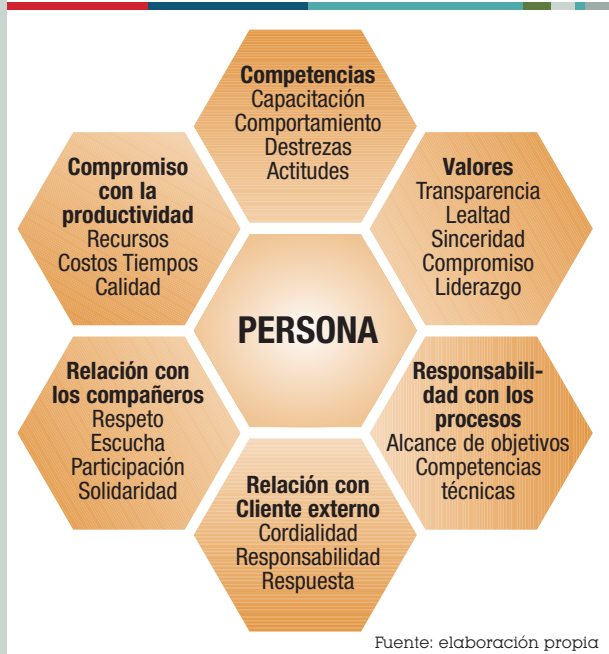 Competencias
Capacitación
Comportamiento
Destrezas
Actitudes
Compromiso
con la
productividad
Recursos
Costos Tiempos
Calidad
Valores
Transparencia
Lealtad
Sinceridad
Compromiso
Liderazgo
PERSONA
Relación con
los compañeros
Respeto
Escucha
Participación
Solidaridad
Responsabili-
dad con los
procesos
Alcance de objetivos
Competencias
técnicas
Relación con
Cliente externo
Cordialidad
Responsabilidad
Respuesta
Fuente: elaboración propia